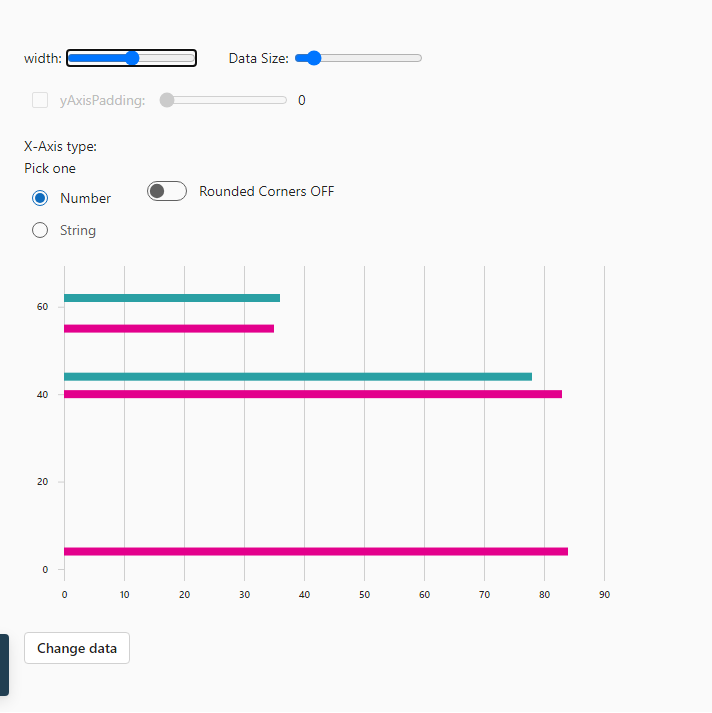 width: Data Size:
yAxisPadding: 0
X-Axis type:
Pick one
Number
Rounded Corners OFF
String
60
40
20
0
0 10 20 30 40 50 60 70 80 90
Change data